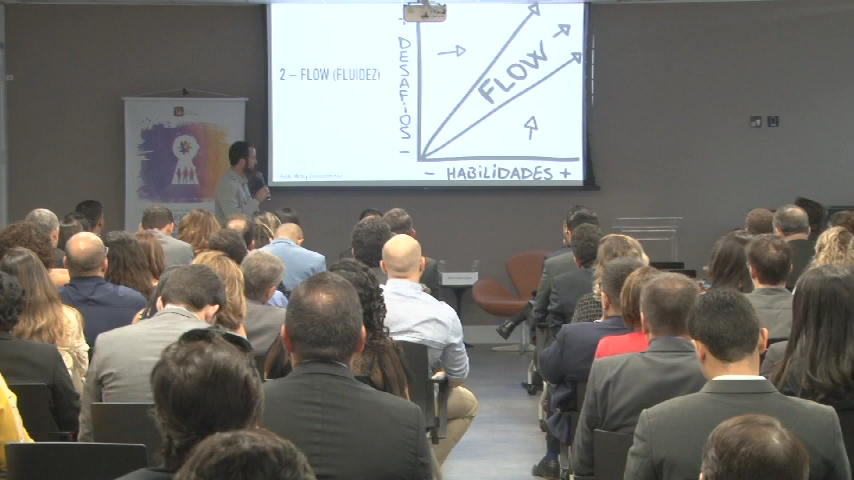 2 – FLOW (FLUIDEZ)
+ DESAFIOS -
FLOW
- HABILIDADES +